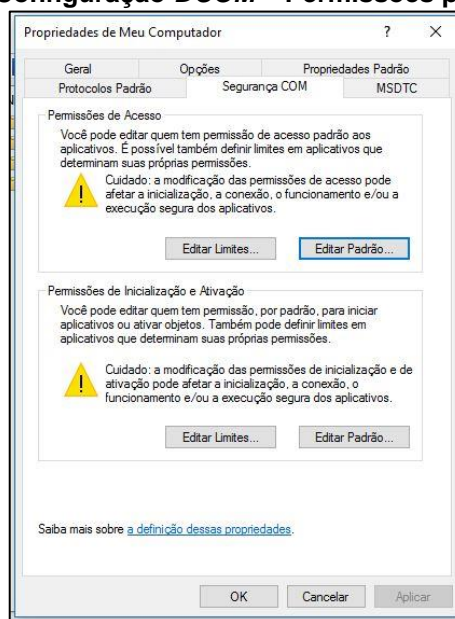 DCOM
Propriedades de Meu Computador
? X
Geral Opções Propriedades Padrão
Protocolos Padrão Segurança COM MSDTC
Permissões de Acesso
Você pode editar quem tem permissão de acesso padrão aos
aplicativos. É possível também definir limites em aplicativos que
determinam suas próprias permissões.
Cuidado: a modificação das permissões de acesso pode
afetar a inicialização, a conexão, o funcionamento e/ou a
execução segura dos aplicativos.
Editar Limites... Editar Padrão...
Permissões de Inicialização e Ativação
Você pode editar quem tem permissão, por padrão, para iniciar
aplicativos ou ativar objetos. Também pode definir limites em
aplicativos que determinam suas próprias permissões.
Cuidado: a modificação das permissões de inicialização e de
ativação pode afetar a inicialização, a conexão, o
funcionamento e/ou a execução segura dos aplicativos.
Editar Limites... Editar Padrão...
Saiba mais sobre a definição dessas propriedades.
OK Cancelar Aplicar